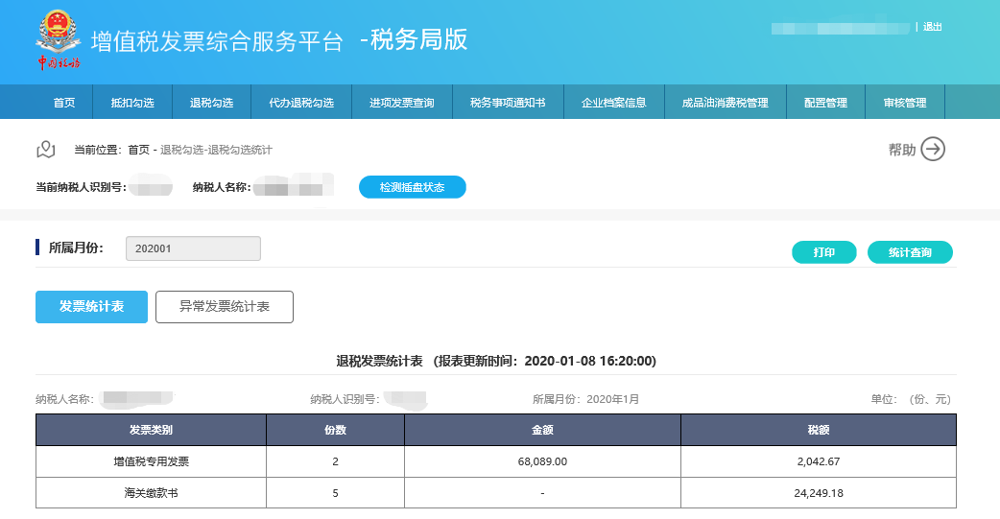 增值税发票综合服务平台 -税务局版
中国税务
| 退出
首页 抵扣勾选 退税勾选 代办退税勾选 进项发票查询 税务事项通知书 企业档案信息 成品油消费税管理 配置管理 审核管理
当前位置：首页 - 退税勾选-退税勾选统计
帮助
当前纳税人识别号： 纳税人名称： 检测插盘状态
所属月份： 202001
打印 统计查询
发票统计表 异常发票统计表
退税发票统计表 （报表更新时间：2020-01-08 16:20:00）
纳税人名称： 纳税人识别号： 所属月份：2020年1月 单位：（份、元）
发票类别 份数 金额 税额
增值税专用发票 2 68,089.00 2,042.67
海关缴款书 5 - 24,249.18